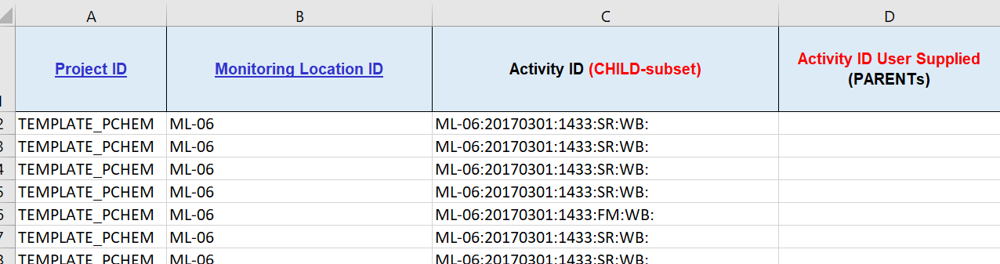 A B C D
Project ID Monitoring Location ID Activity ID (CHILD-subset) Activity ID User Supplied
(PARENTs)
1
2 TEMPLATE_PCHEM ML-06 ML-06:20170301:1433:SR:WB:
3 TEMPLATE_PCHEM ML-06 ML-06:20170301:1433:SR:WB:
4 TEMPLATE_PCHEM ML-06 ML-06:20170301:1433:SR:WB:
5 TEMPLATE_PCHEM ML-06 ML-06:20170301:1433:SR:WB:
6 TEMPLATE_PCHEM ML-06 ML-06:20170301:1433:FM:WB:
7 TEMPLATE_PCHEM ML-06 ML-06:20170301:1433:SR:WB:
8 TEMPLATE_PCHEM ML-06 ML-06:20170301:1433:SR:WB: